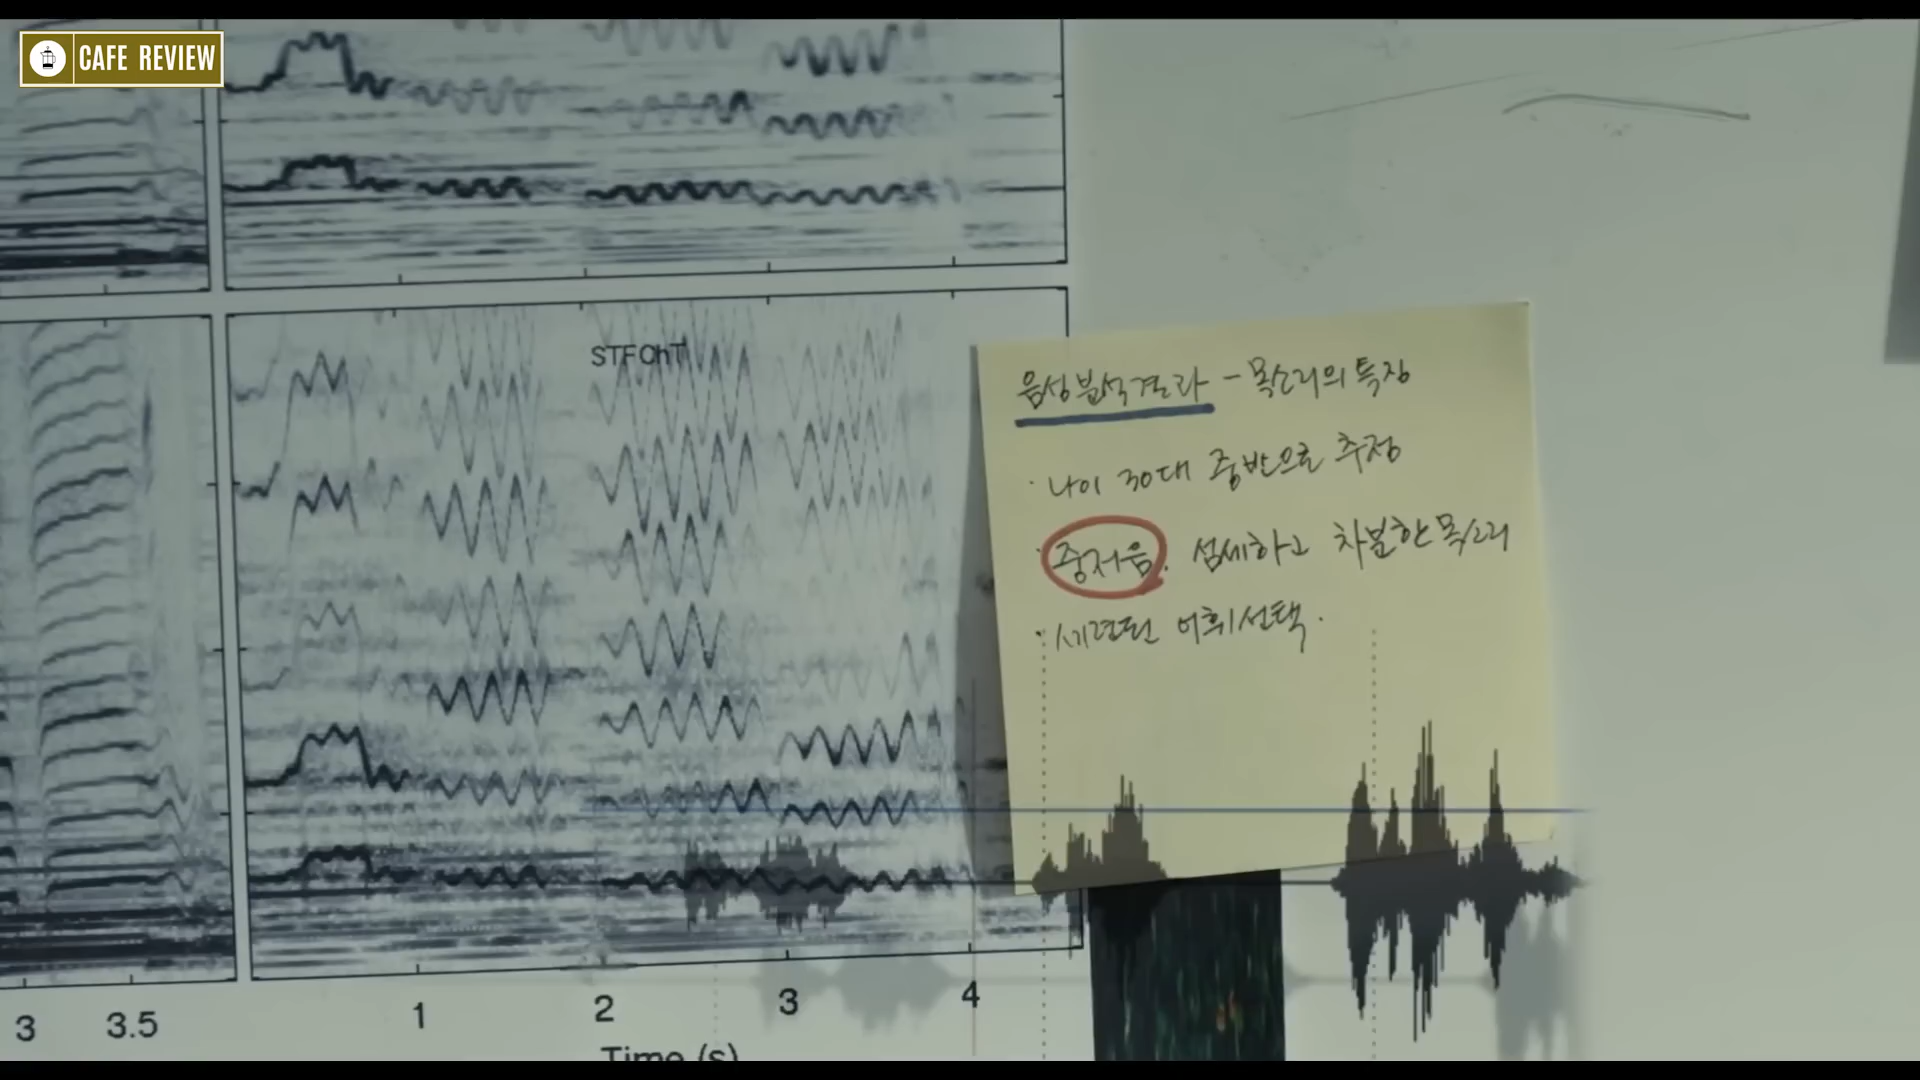 CAFE REVIEW
STFChT
음성분석결과 - 목소리의 특징
· 나이 30대 중반으로 추정
· 중저음. 섬세하고 차분한 목소리
· 세련된 어휘선택.
3 3.5 1 2 3 4
Time (s)